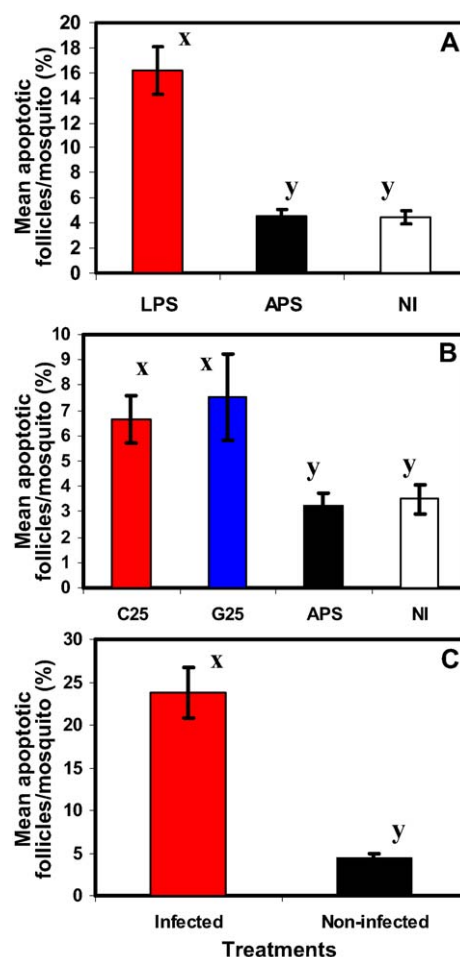 A
Mean apoptotic
follicles/mosquito (%)
20
18
16
14
12
10
8
6
4
2
0
x
y
y
LPS APS NI
B
Mean apoptotic
follicles/mosquito (%)
10
9
8
7
6
5
4
3
2
1
0
x
x
y
y
C25 G25 APS NI
C
Mean apoptotic
follicles/mosquito (%)
30
25
20
15
10
5
0
x
y
Infected Non-infected
Treatments